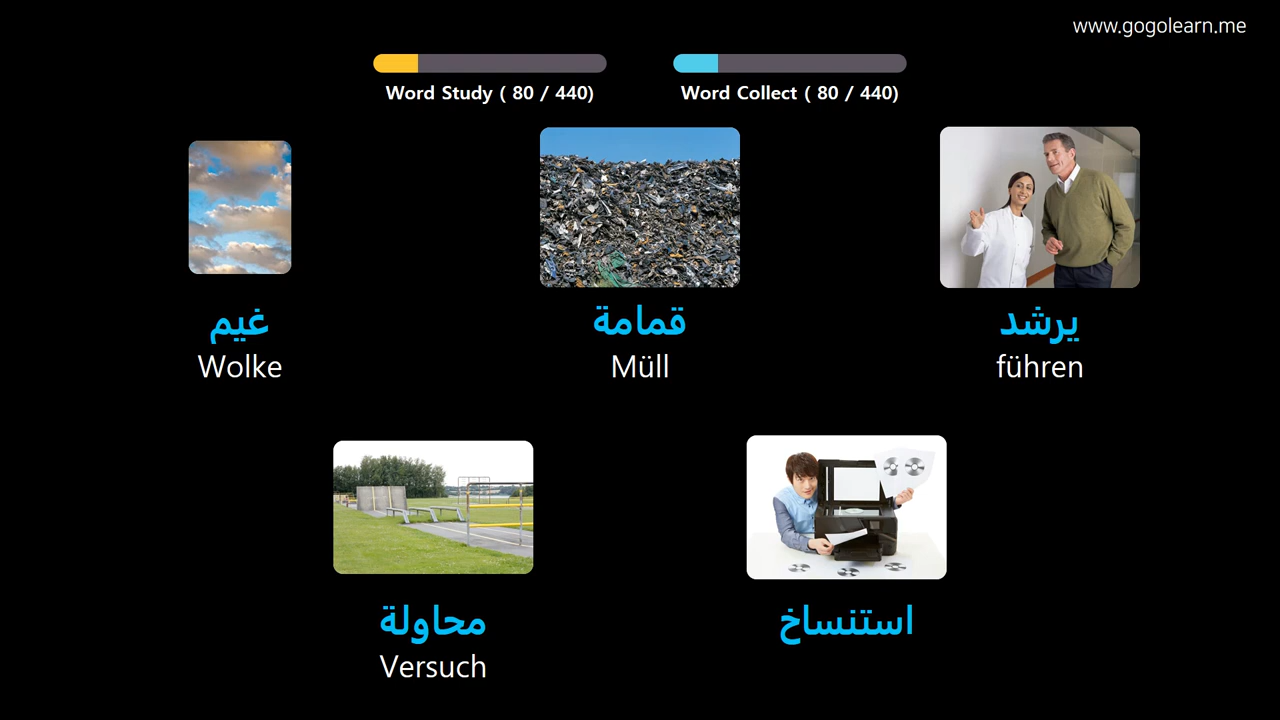 www.gogolearn.me
Word Study ( 80 / 440)
Word Collect ( 80 / 440)
غيم
Wolke
قمامة
Müll
يرشد
führen
محاولة
Versuch
استنساخ